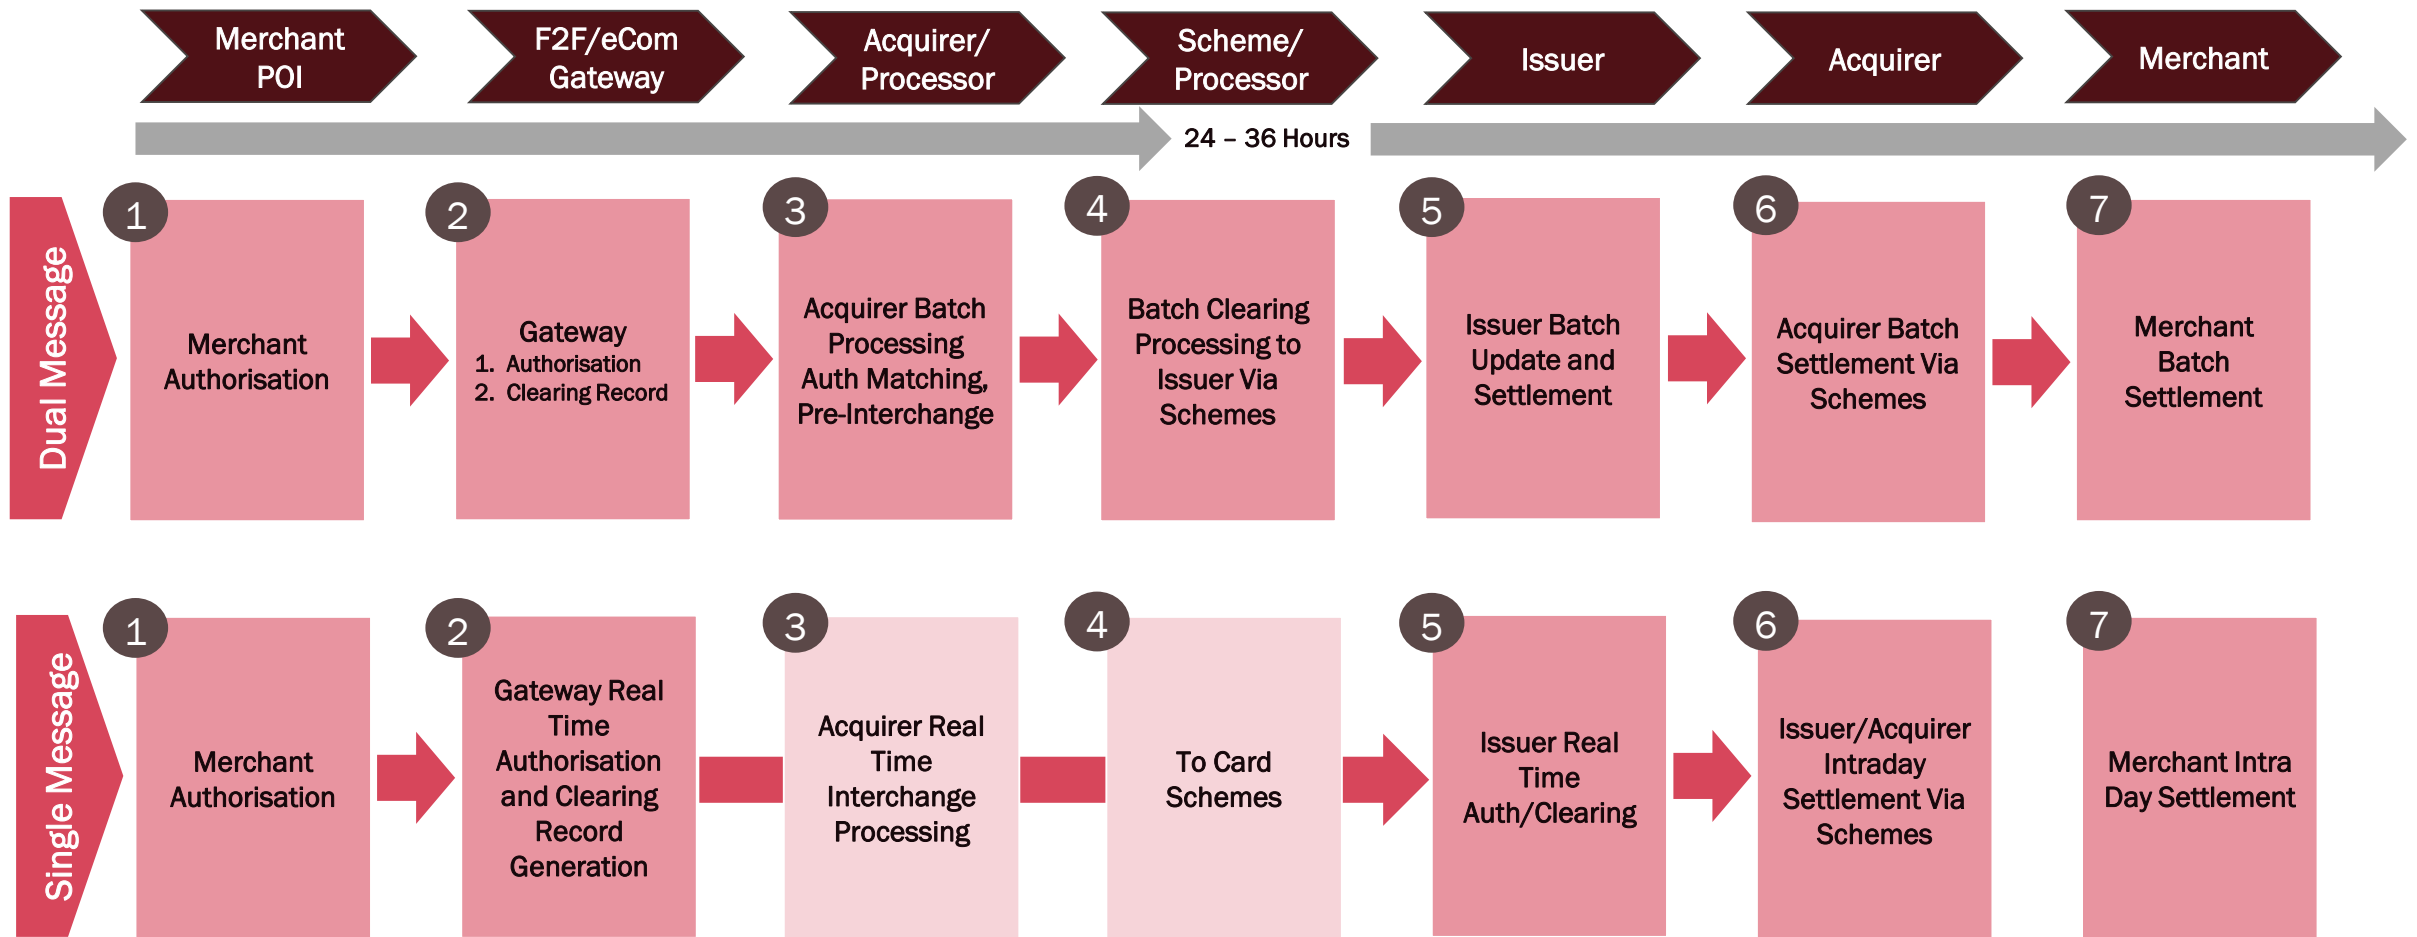 Merchant
POI
F2F/eCom
Gateway
Acquirer/
Processor
Scheme/
Processor
Issuer
Acquirer
Merchant
24 – 36 Hours
Dual Message
1
Merchant
Authorisation
2
Gateway
1. Authorisation
2. Clearing Record
3
Acquirer Batch
Processing
Auth Matching,
Pre-Interchange
4
Batch Clearing
Processing to
Issuer Via
Schemes
5
Issuer Batch
Update and
Settlement
6
Acquirer Batch
Settlement Via
Schemes
7
Merchant
Batch
Settlement
Single Message
1
Merchant
Authorisation
2
Gateway Real
Time
Authorisation
and Clearing
Record
Generation
3
Acquirer Real
Time
Interchange
Processing
4
To Card
Schemes
5
Issuer Real
Time
Auth/Clearing
6
Issuer/Acquirer
Intraday
Settlement Via
Schemes
7
Merchant Intra
Day Settlement